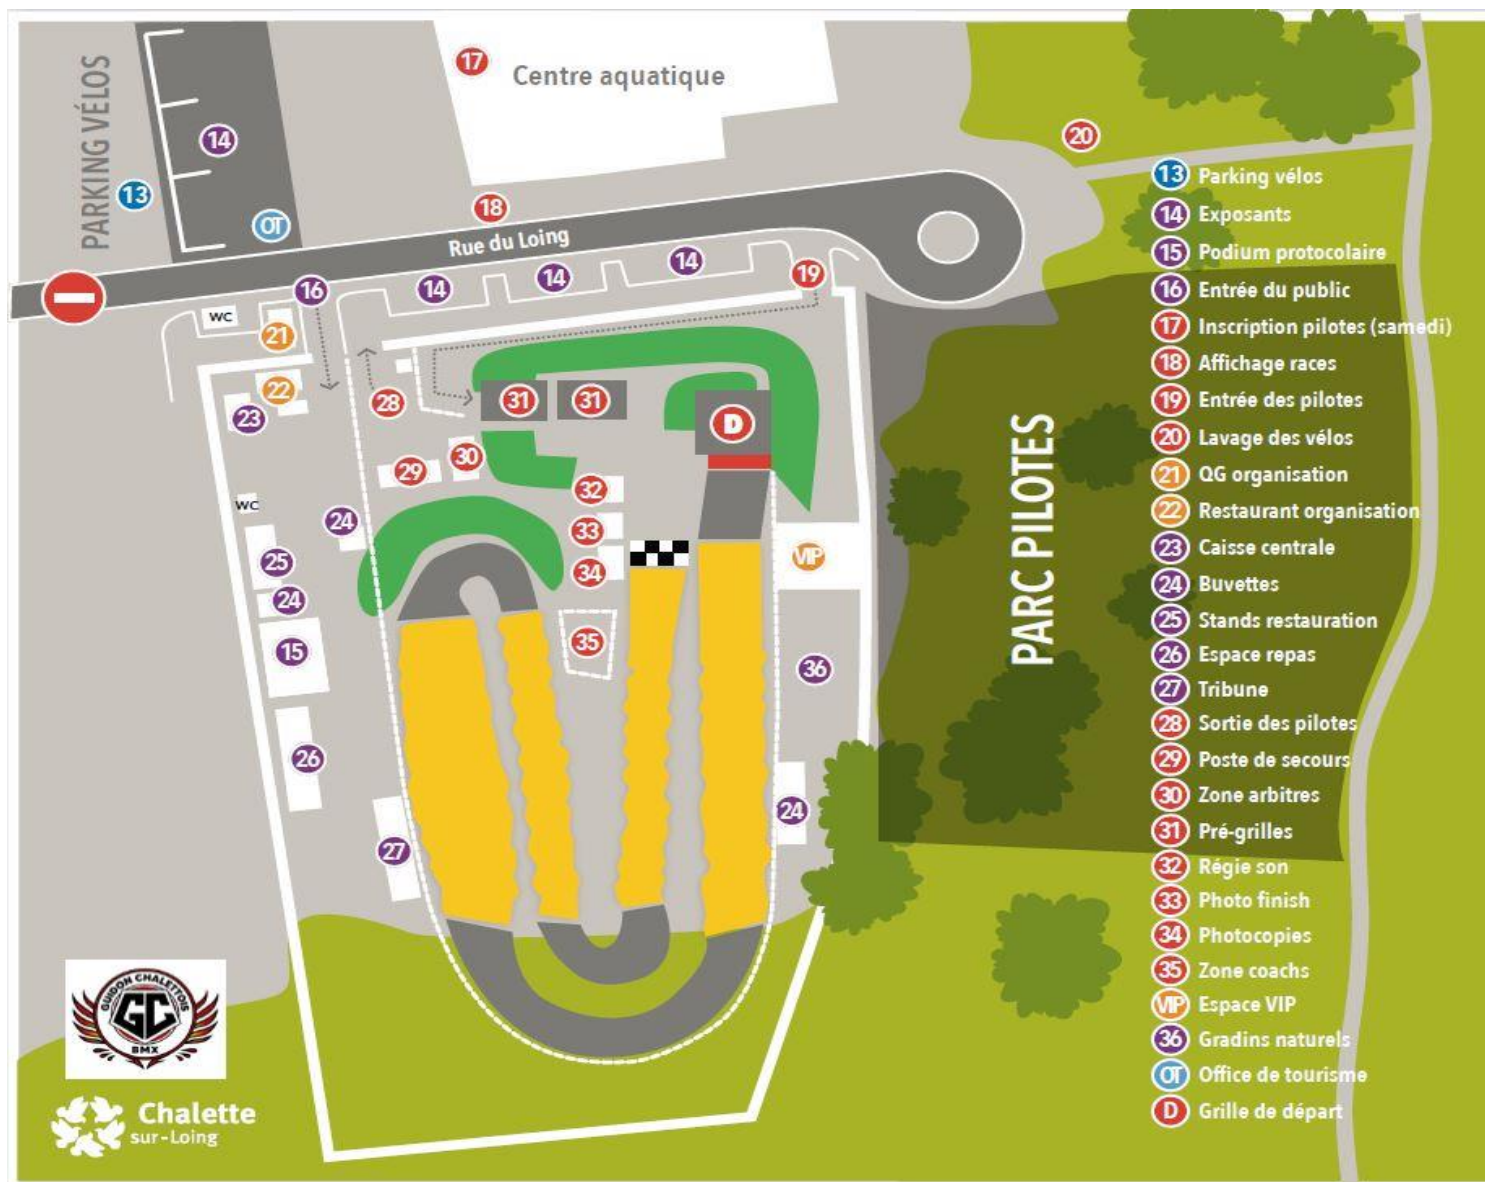 PARKING VÉLOS
17
Centre aquatique
14
13
OT
18
Rue du Loing
20
16
14
14
14
19
WC
21
22
23
28
31
31
D
29
30
WC
24
32
33
34
VIP
25
24
15
35
36
26
27
24
PARC PILOTES
13 Parking vélos
14 Exposants
15 Podium protocolaire
16 Entrée du public
17 Inscription pilotes (samedi)
18 Affichage races
19 Entrée des pilotes
20 Lavage des vélos
21 QG organisation
22 Restaurant organisation
23 Caisse centrale
24 Buvettes
25 Stands restauration
26 Espace repas
27 Tribune
28 Sortie des pilotes
29 Poste de secours
30 Zone arbitres
31 Pré-grilles
32 Régie son
33 Photo finish
34 Photocopies
35 Zone coachs
VIP Espace VIP
36 Gradins naturels
OT Office de tourisme
D Grille de départ
GUIDON CHALETTOIS
GC
BMX
Chalette
sur-Loing